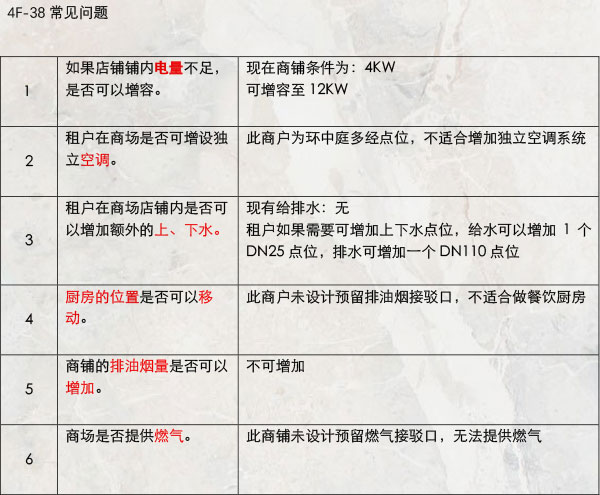 4F-38 常见问题
1
如果店铺铺内电量不足，
是否可以增容。
现在商铺条件为：4KW
可增容至 12KW
2
租户在商场是否可增设独
立空调。
此商户为环中庭多经点位，不适合增加独立空调系统
3
租户在商场店铺内是否可
以增加额外的上、下水。
现有给排水：无
租户如果需要可增加上下水点位，给水可以增加 1 个
DN25 点位，排水可增加一个 DN110 点位
4
厨房的位置是否可以移
动。
此商户未设计预留排油烟接驳口，不适合做餐饮厨房
5
商铺的排油烟量是否可以
增加。
不可增加
6
商场是否提供燃气。
此商铺未设计预留燃气接驳口，无法提供燃气